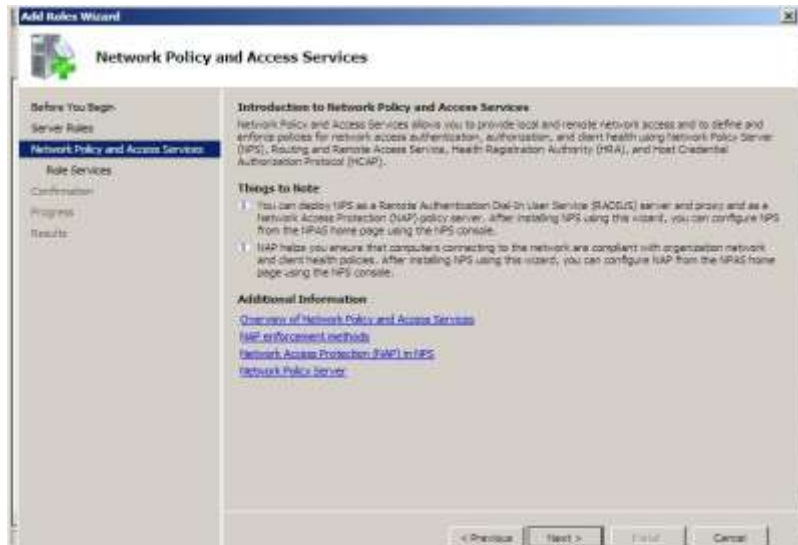 Add Roles Wizard
Network Policy and Access Services
Before You Begin
Server Roles
Network Policy and Access Services
Role Services
Confirmation
Progress
Results
Introduction to Network Policy and Access Services
Network Policy and Access Services allows you to provide local and remote network access and to define and
enforce policies for network access authentication, authorization, and client health using Network Policy Server
(NPS), Routing and Remote Access Service, Health Registration Authority (HRA), and Host Credential
Authorization Protocol (HCAP).
Things to Note
You can deploy NPS as a Remote Authentication Dial-In User Service (RADIUS) server and proxy and as a
Network Access Protection (NAP) policy server. After installing NPS using this wizard, you can configure NPS
from the NPAS home page using the NPS console.
NAP helps you ensure that computers connecting to the network are compliant with organization network
and client health policies. After installing NPS using this wizard, you can configure NAP from the NPAS home
page using the NPS console.
Additional Information
Overview of Network Policy and Access Services
NAP enforcement methods
Network Access Protection (NAP) in NPS
Network Policy Server
< Previous Next > Install Cancel